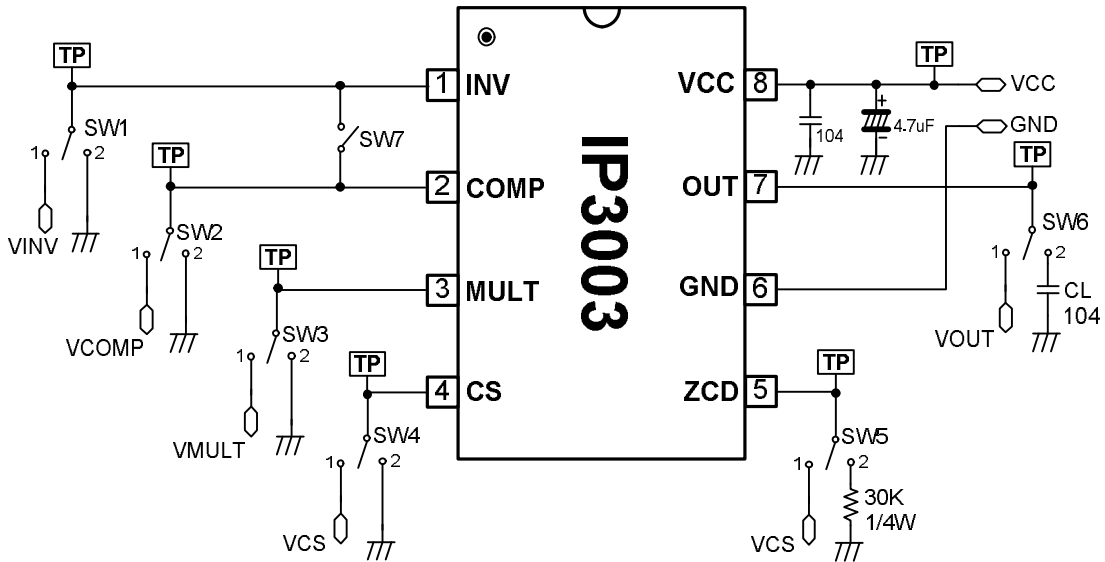 TP
1 INV
SW1
1 2
VINV
SW7
TP
2 COMP
SW2
1 2
VCOMP
TP
3 MULT
SW3
1 2
VMULT
TP
4 CS
SW4
1 2
VCS
IP3003
VCC 8
TP
VCC
104
+
4.7uF
-
GND
OUT 7
TP
SW6
1 2
VOUT
CL
104
GND 6
ZCD 5
TP
SW5
1 2
VCS
30K
1/4W